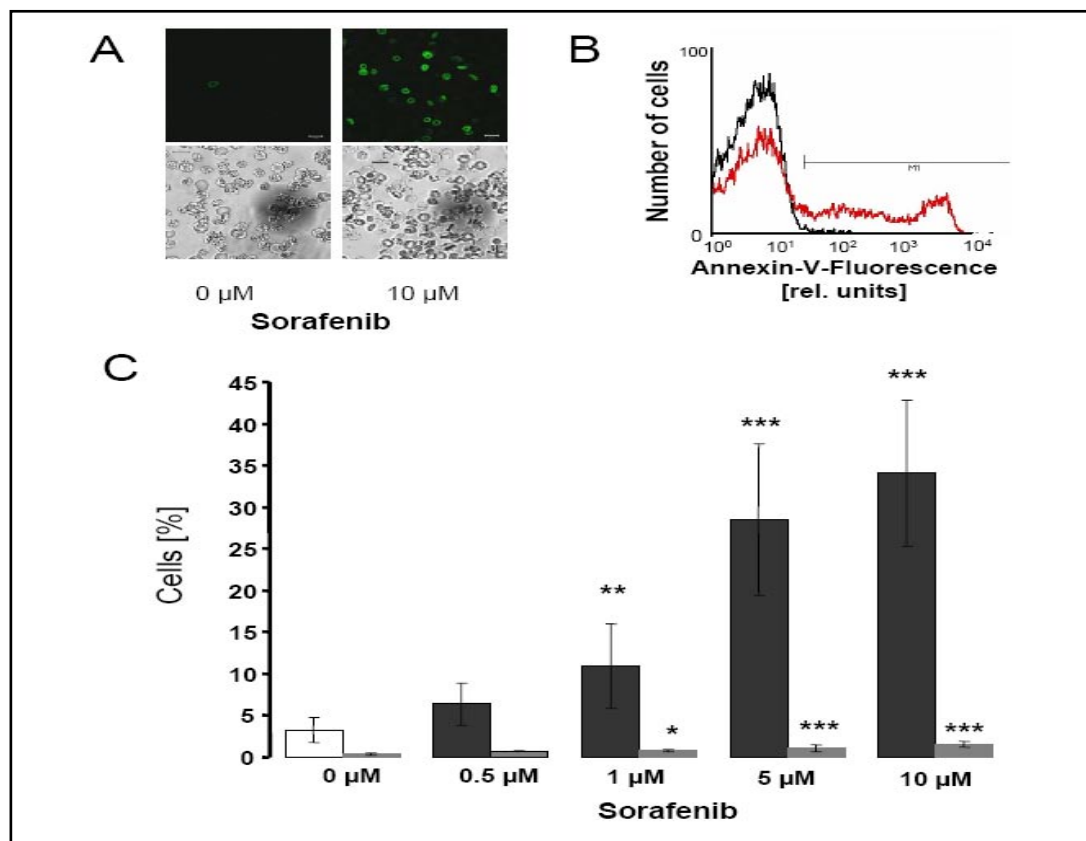 A
0 µM
10 µM
Sorafenib
B
Number of cells
100
0
M1
10⁰
10¹
10²
10³
10⁴
Annexin-V-Fluorescence
[rel. units]
C
Cells [%]
45
40
35
30
25
20
15
10
5
0
**
*
***
***
***
***
0 µM
0.5 µM
1 µM
5 µM
10 µM
Sorafenib